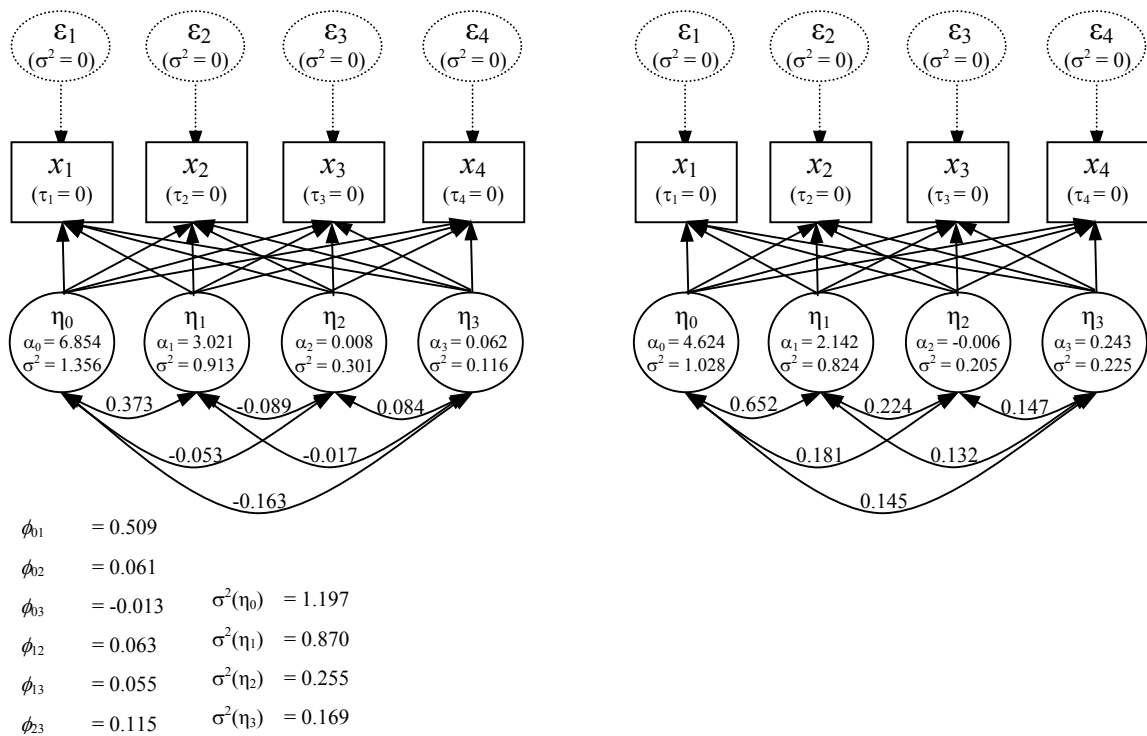 ε1 ε2 ε3 ε4 ε1 ε2 ε3 ε4
(σ² = 0) (σ² = 0) (σ² = 0) (σ² = 0) (σ² = 0) (σ² = 0) (σ² = 0) (σ² = 0)
x1 x2 x3 x4 x1 x2 x3 x4
(τ1 = 0) (τ2 = 0) (τ3 = 0) (τ4 = 0) (τ1 = 0) (τ2 = 0) (τ3 = 0) (τ4 = 0)
η0 η1 η2 η3 η0 η1 η2 η3
α0 = 6.854 α1 = 3.021 α2 = 0.008 α3 = 0.062 α0 = 4.624 α1 = 2.142 α2 = -0.006 α3 = 0.243
σ² = 1.356 σ² = 0.913 σ² = 0.301 σ² = 0.116 σ² = 1.028 σ² = 0.824 σ² = 0.205 σ² = 0.225
0.373 -0.089 0.084 0.652 0.224 0.147
-0.053 -0.017 0.181 0.132
-0.163 0.145
ϕ01 = 0.509
ϕ02 = 0.061
ϕ03 = -0.013 σ²(η0) = 1.197
ϕ12 = 0.063 σ²(η1) = 0.870
ϕ13 = 0.055 σ²(η2) = 0.255
ϕ23 = 0.115 σ²(η3) = 0.169